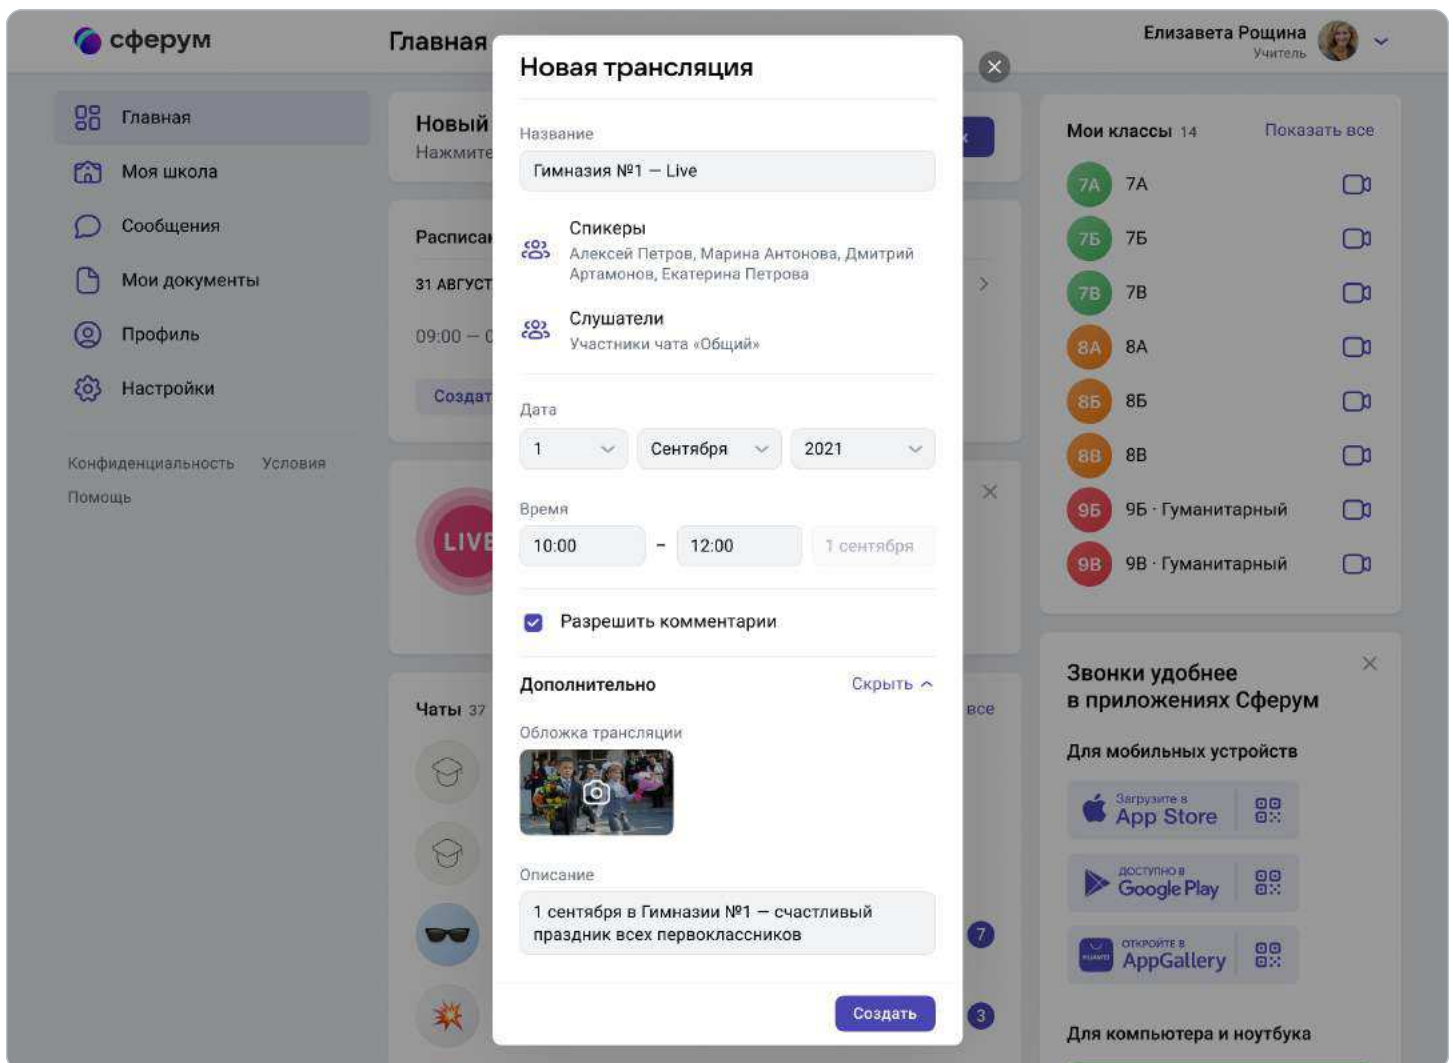 сферум
Главная
Елизавета Рощина
Учитель
Главная
Моя школа
Сообщения
Мои документы
Профиль
Настройки
Конфиденциальность Условия
Помощь
Новый
Нажмите
31 АВГУСТ
09:00 —
LIVE
Чаты 37
все
7
3
Новая трансляция
Название
Гимназия №1 — Live
Спикеры
Алексей Петров, Марина Антонова, Дмитрий
Артамонов, Екатерина Петрова
Слушатели
Участники чата «Общий»
Дата
1 Сентября 2021
Время
10:00 – 12:00 1 сентября
Разрешить комментарии
Дополнительно Скрыть
Обложка трансляции
Описание
1 сентября в Гимназии №1 — счастливый
праздник всех первоклассников
Создать
Мои классы 14 Показать все
7А 7А
7Б 7Б
7В 7В
8А 8А
8Б 8Б
8В 8В
9Б 9Б · Гуманитарный
9В 9В · Гуманитарный
Звонки удобнее
в приложениях Сферум
Для мобильных устройств
Загрузите в
App Store
ДОСТУПНО В
Google Play
ОТКРОЙТЕ В
HUAWEI AppGallery
Для компьютера и ноутбука